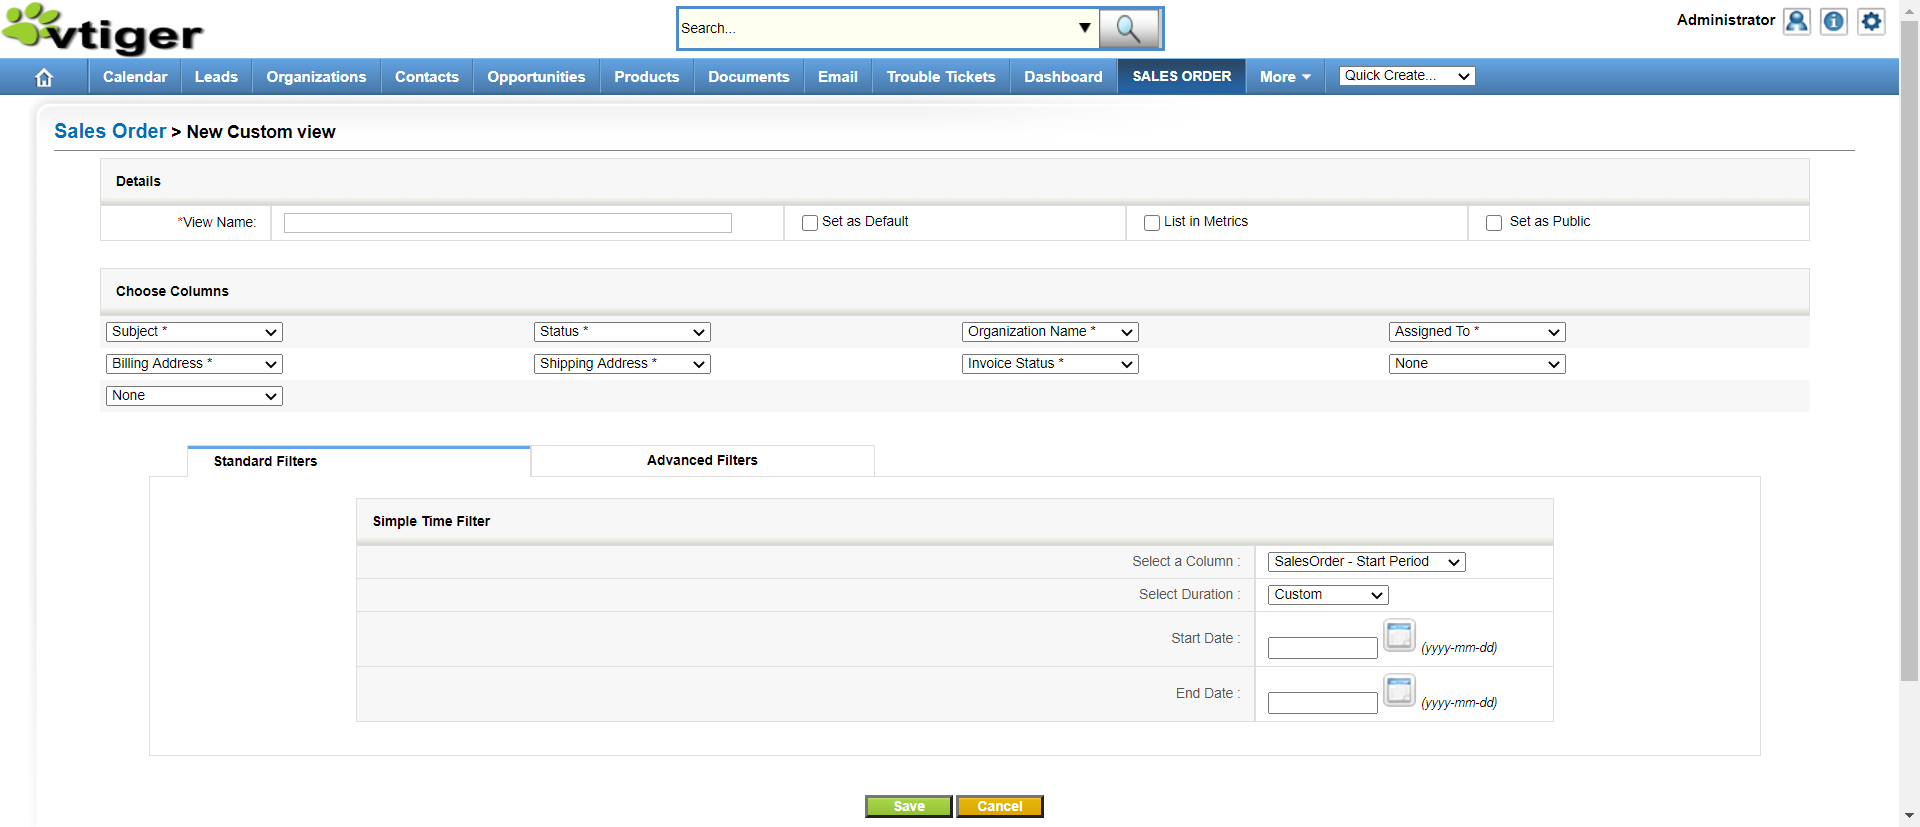 vtiger
Search...
Administrator
Calendar Leads Organizations Contacts Opportunities Products Documents Email Trouble Tickets Dashboard SALES ORDER More Quick Create...
Sales Order > New Custom view
Details
*View Name: Set as Default List in Metrics Set as Public
Choose Columns
Subject * Status * Organization Name * Assigned To *
Billing Address * Shipping Address * Invoice Status * None
None
Standard Filters Advanced Filters
Simple Time Filter
Select a Column : SalesOrder - Start Period
Select Duration : Custom
Start Date : (yyyy-mm-dd)
End Date : (yyyy-mm-dd)
Save Cancel